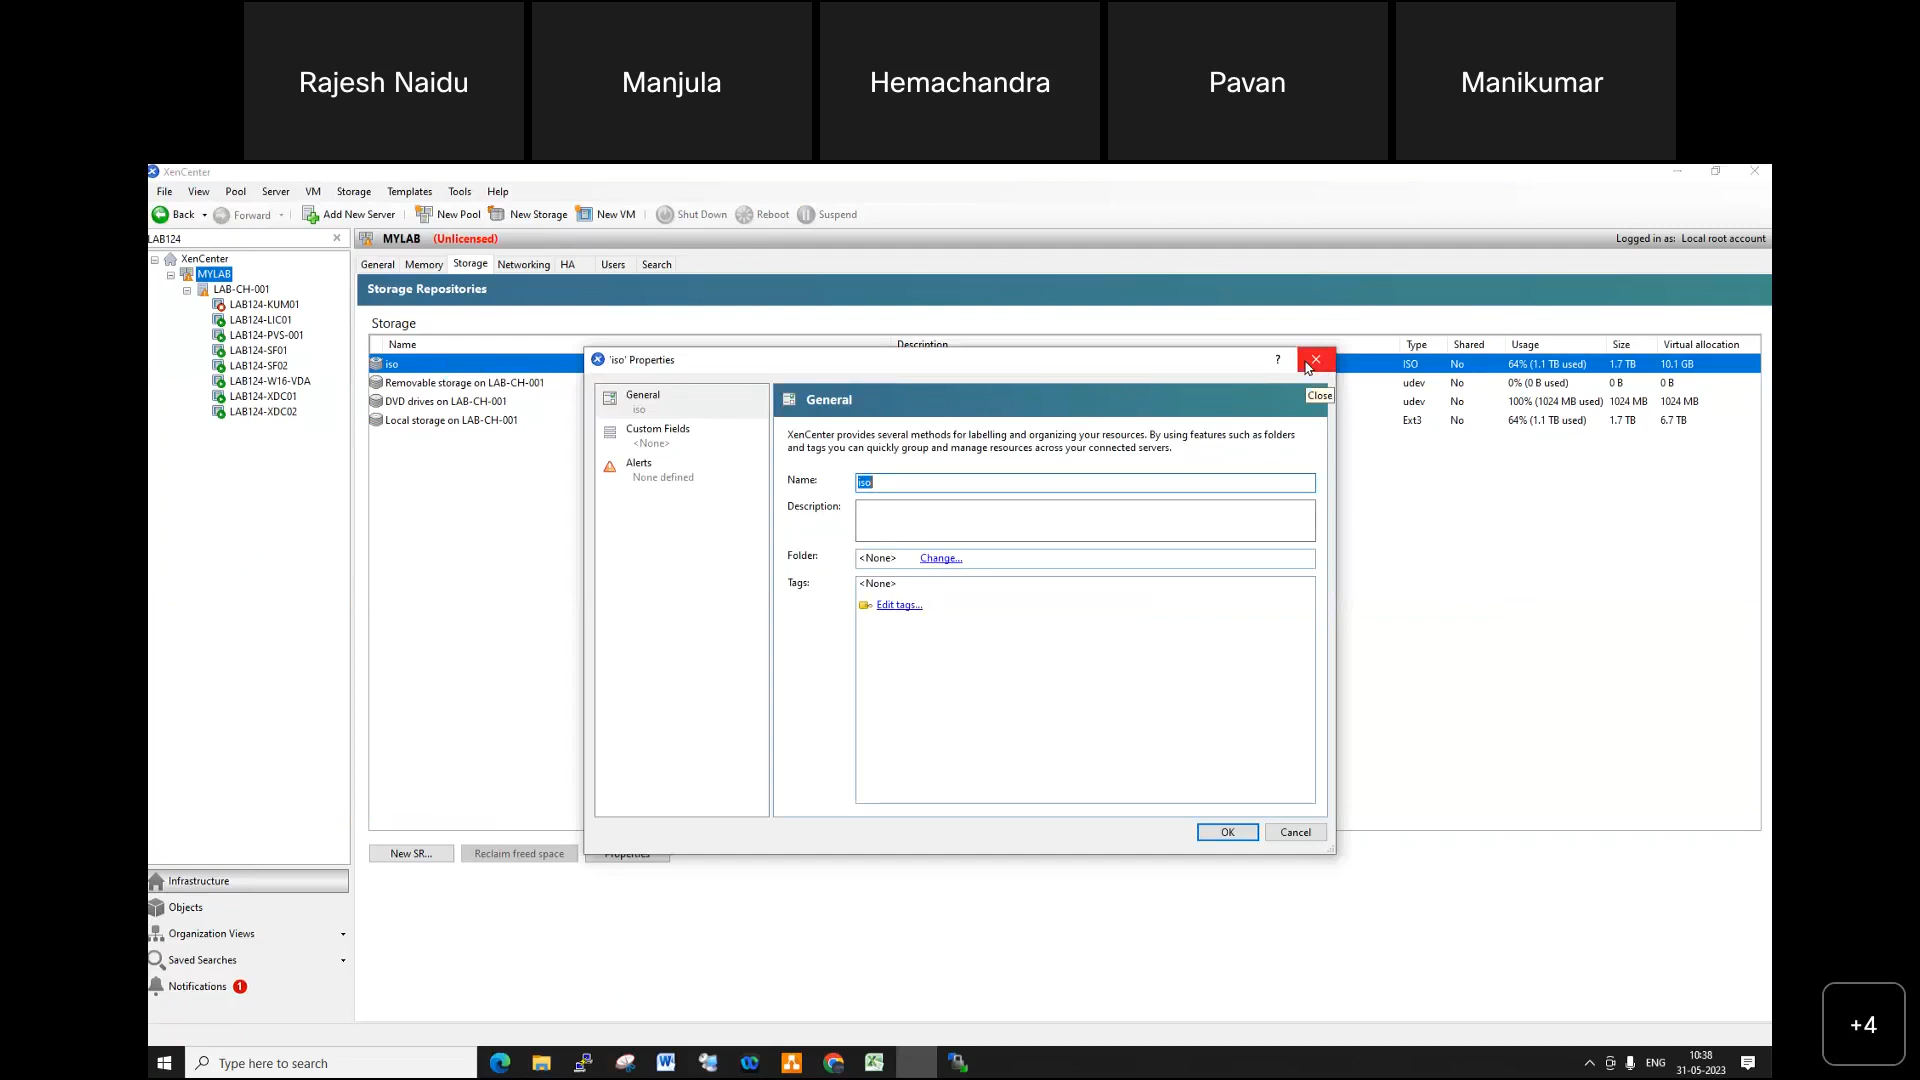 Rajesh Naidu
Manjula
Hemachandra
Pavan
Manikumar
XenCenter
File View Pool Server VM Storage Templates Tools Help
Back Forward Add New Server New Pool New Storage New VM Shut Down Reboot Suspend
LAB124
MYLAB (Unlicensed)
Logged in as: Local root account
XenCenter
MYLAB
LAB-CH-001
LAB124-KUM01
LAB124-LIC01
LAB124-PVS-001
LAB124-SF01
LAB124-SF02
LAB124-W16-VDA
LAB124-XDC01
LAB124-XDC02
General Memory Storage Networking HA Users Search
Storage Repositories
Storage
Name Description Type Shared Usage Size Virtual allocation
iso ISO No 64% (1.1 TB used) 1.7 TB 10.1 GB
Removable storage on LAB-CH-001 udev No 0% (0 B used) 0 B 0 B
DVD drives on LAB-CH-001 udev No 100% (1024 MB used) 1024 MB 1024 MB
Local storage on LAB-CH-001 Ext3 No 64% (1.1 TB used) 1.7 TB 6.7 TB
'iso' Properties ?
Close
General
iso
Custom Fields
<None>
Alerts
None defined
General
XenCenter provides several methods for labelling and organizing your resources. By using features such as folders
and tags you can quickly group and manage resources across your connected servers.
Name: iso
Description:
Folder: <None> Change...
Tags: <None>
Edit tags...
OK Cancel
New SR... Reclaim freed space Properties
Infrastructure
Objects
Organization Views
Saved Searches
Notifications 1
+4
Type here to search
ENG
10:38
31-05-2023